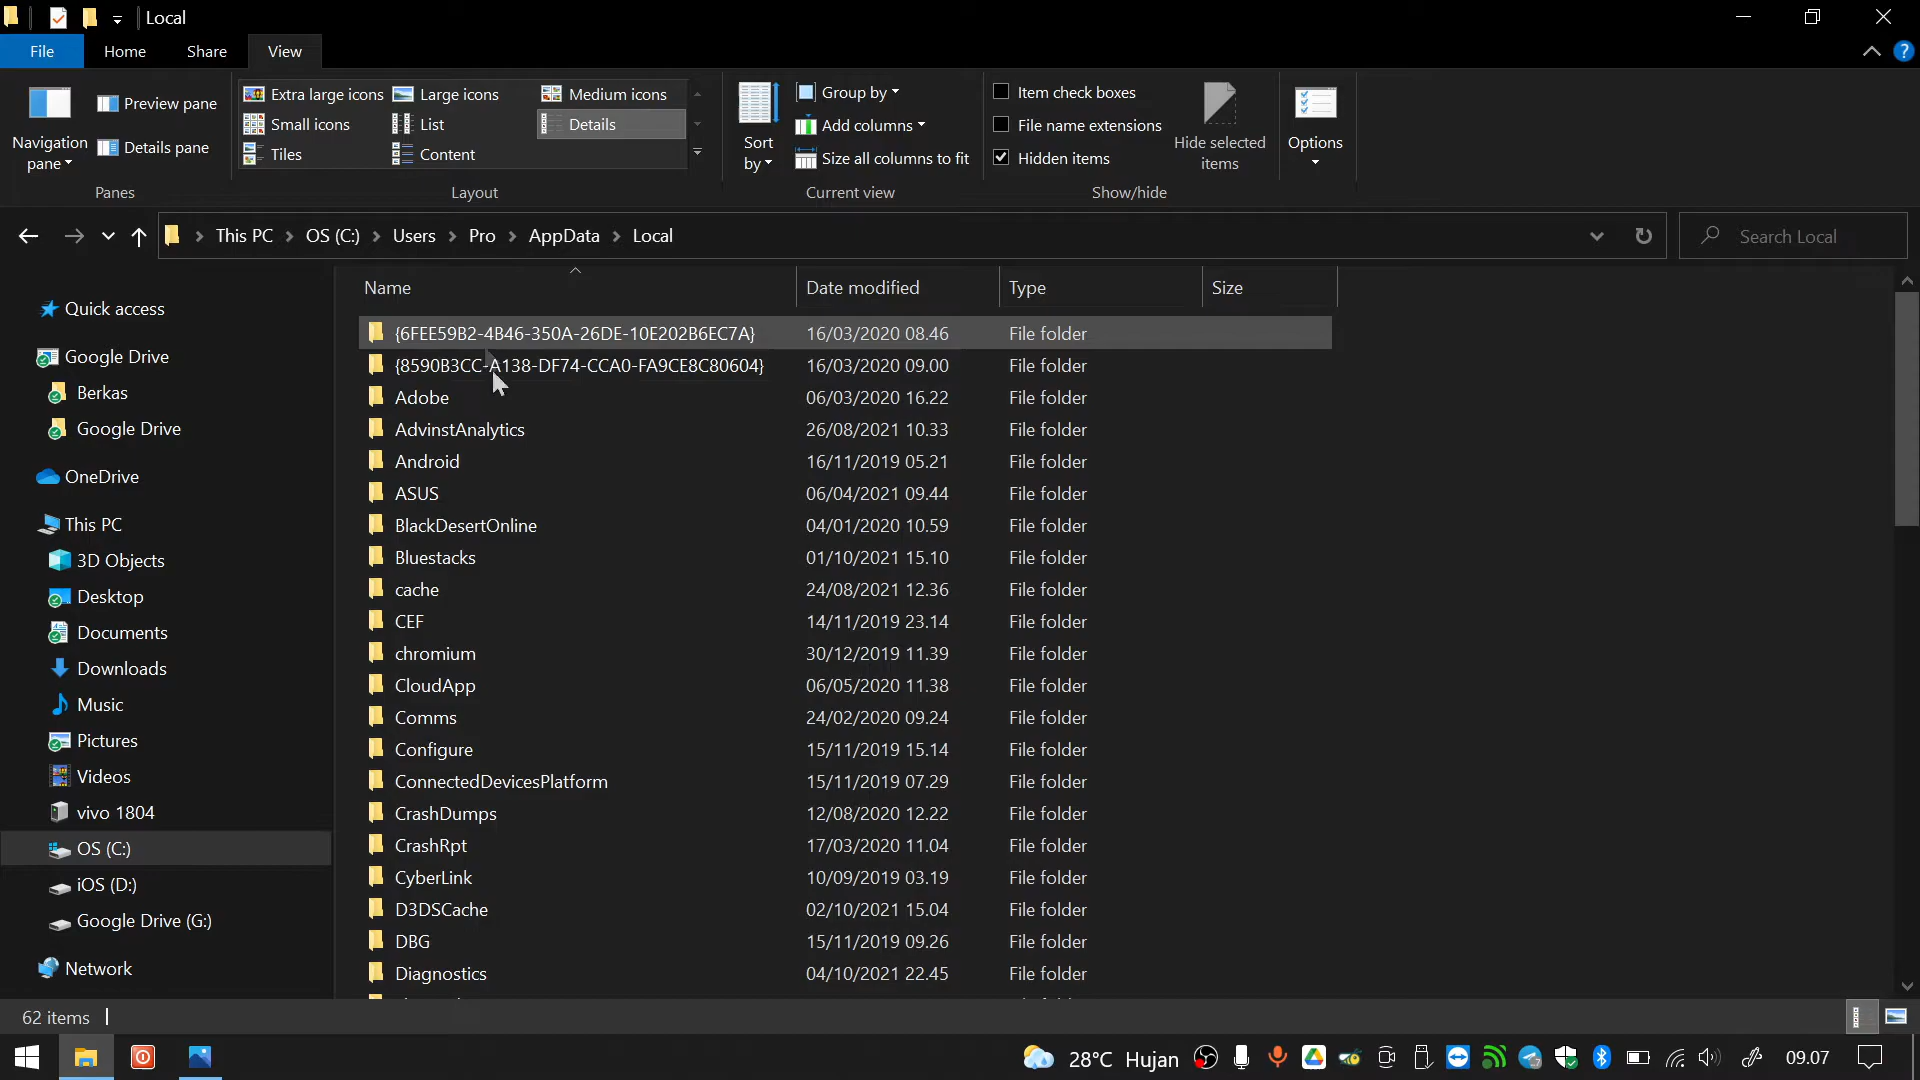 Local
File Home Share View
Navigation pane
Preview pane
Details pane
Panes
Extra large icons Large icons Medium icons
Small icons List Details
Tiles Content
Layout
Sort by
Group by
Add columns
Size all columns to fit
Current view
Item check boxes
File name extensions
Hidden items
Hide selected items
Show/hide
Options
This PC OS (C:) Users Pro AppData Local
Search Local
Quick access
Google Drive
Berkas
Google Drive
OneDrive
This PC
3D Objects
Desktop
Documents
Downloads
Music
Pictures
Videos
vivo 1804
OS (C:)
iOS (D:)
Google Drive (G:)
Network
Name Date modified Type Size
{6FEE59B2-4B46-350A-26DE-10E202B6EC7A} 16/03/2020 08.46 File folder
{8590B3CC-A138-DF74-CCA0-FA9CE8C80604} 16/03/2020 09.00 File folder
Adobe 06/03/2020 16.22 File folder
AdvinstAnalytics 26/08/2021 10.33 File folder
Android 16/11/2019 05.21 File folder
ASUS 06/04/2021 09.44 File folder
BlackDesertOnline 04/01/2020 10.59 File folder
Bluestacks 01/10/2021 15.10 File folder
cache 24/08/2021 12.36 File folder
CEF 14/11/2019 23.14 File folder
chromium 30/12/2019 11.39 File folder
CloudApp 06/05/2020 11.38 File folder
Comms 24/02/2020 09.24 File folder
Configure 15/11/2019 15.14 File folder
ConnectedDevicesPlatform 15/11/2019 07.29 File folder
CrashDumps 12/08/2020 12.22 File folder
CrashRpt 17/03/2020 11.04 File folder
CyberLink 10/09/2019 03.19 File folder
D3DSCache 02/10/2021 15.04 File folder
DBG 15/11/2019 09.26 File folder
Diagnostics 04/10/2021 22.45 File folder
62 items
28°C Hujan
09.07